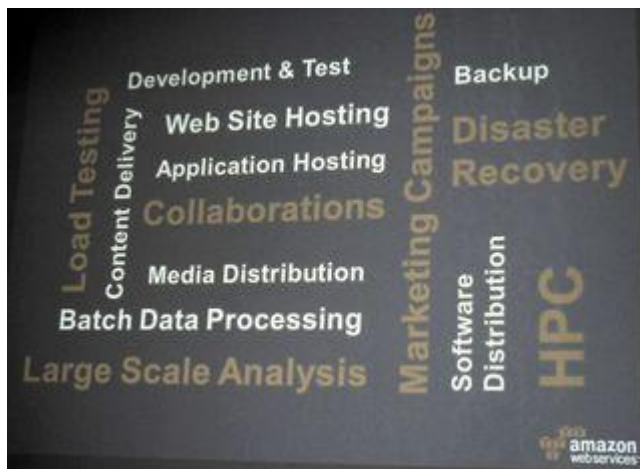 Development & Test
Backup
Web Site Hosting
Disaster
Recovery
Application Hosting
Collaborations
Load Testing
Content Delivery
Marketing Campaigns
Media Distribution
Batch Data Processing
Large Scale Analysis
Software
Distribution
HPC
amazon
webservices